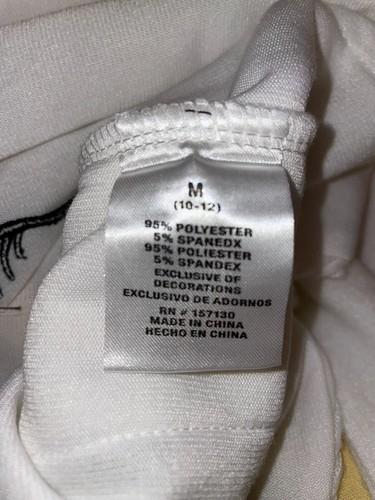 M
(10-12)
95% POLYESTER
5% SPANEDX
95% POLIESTER
5% SPANDEX
EXCLUSIVE OF
DECORATIONS
EXCLUSIVO DE ADORNOS
RN # 157130
MADE IN CHINA
HECHO EN CHINA